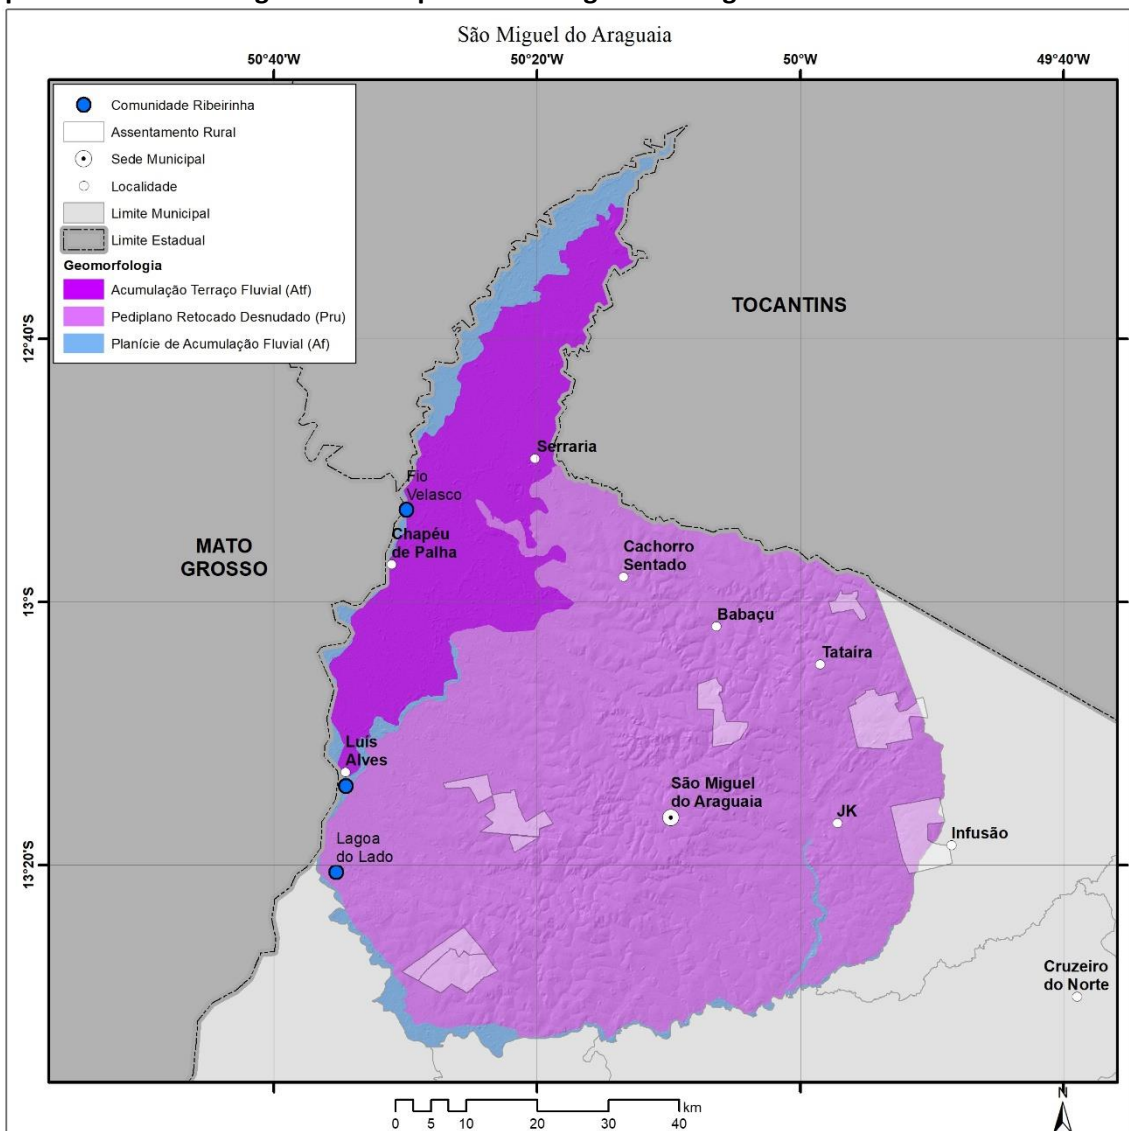 São Miguel do Araguaia
50°40'W
50°20'W
50°W
49°40'W
Comunidade Ribeirinha
Assentamento Rural
Sede Municipal
Localidade
Limite Municipal
Limite Estadual
Geomorfologia
Acumulação Terraço Fluvial (Atf)
Pediplano Retocado Desnudado (Pru)
Planície de Acumulação Fluvial (Af)
TOCANTINS
12°40'S
Serraria
Fio
Velasco
Chapéu
de Palha
MATO
GROSSO
Cachorro
Sentado
13°S
Babaçu
Tataíra
Luís
Alves
São Miguel
do Araguaia
JK
Infusão
Lagoa
do Lado
13°20'S
Cruzeiro
do Norte
N
km
0 5 10 20 30 40